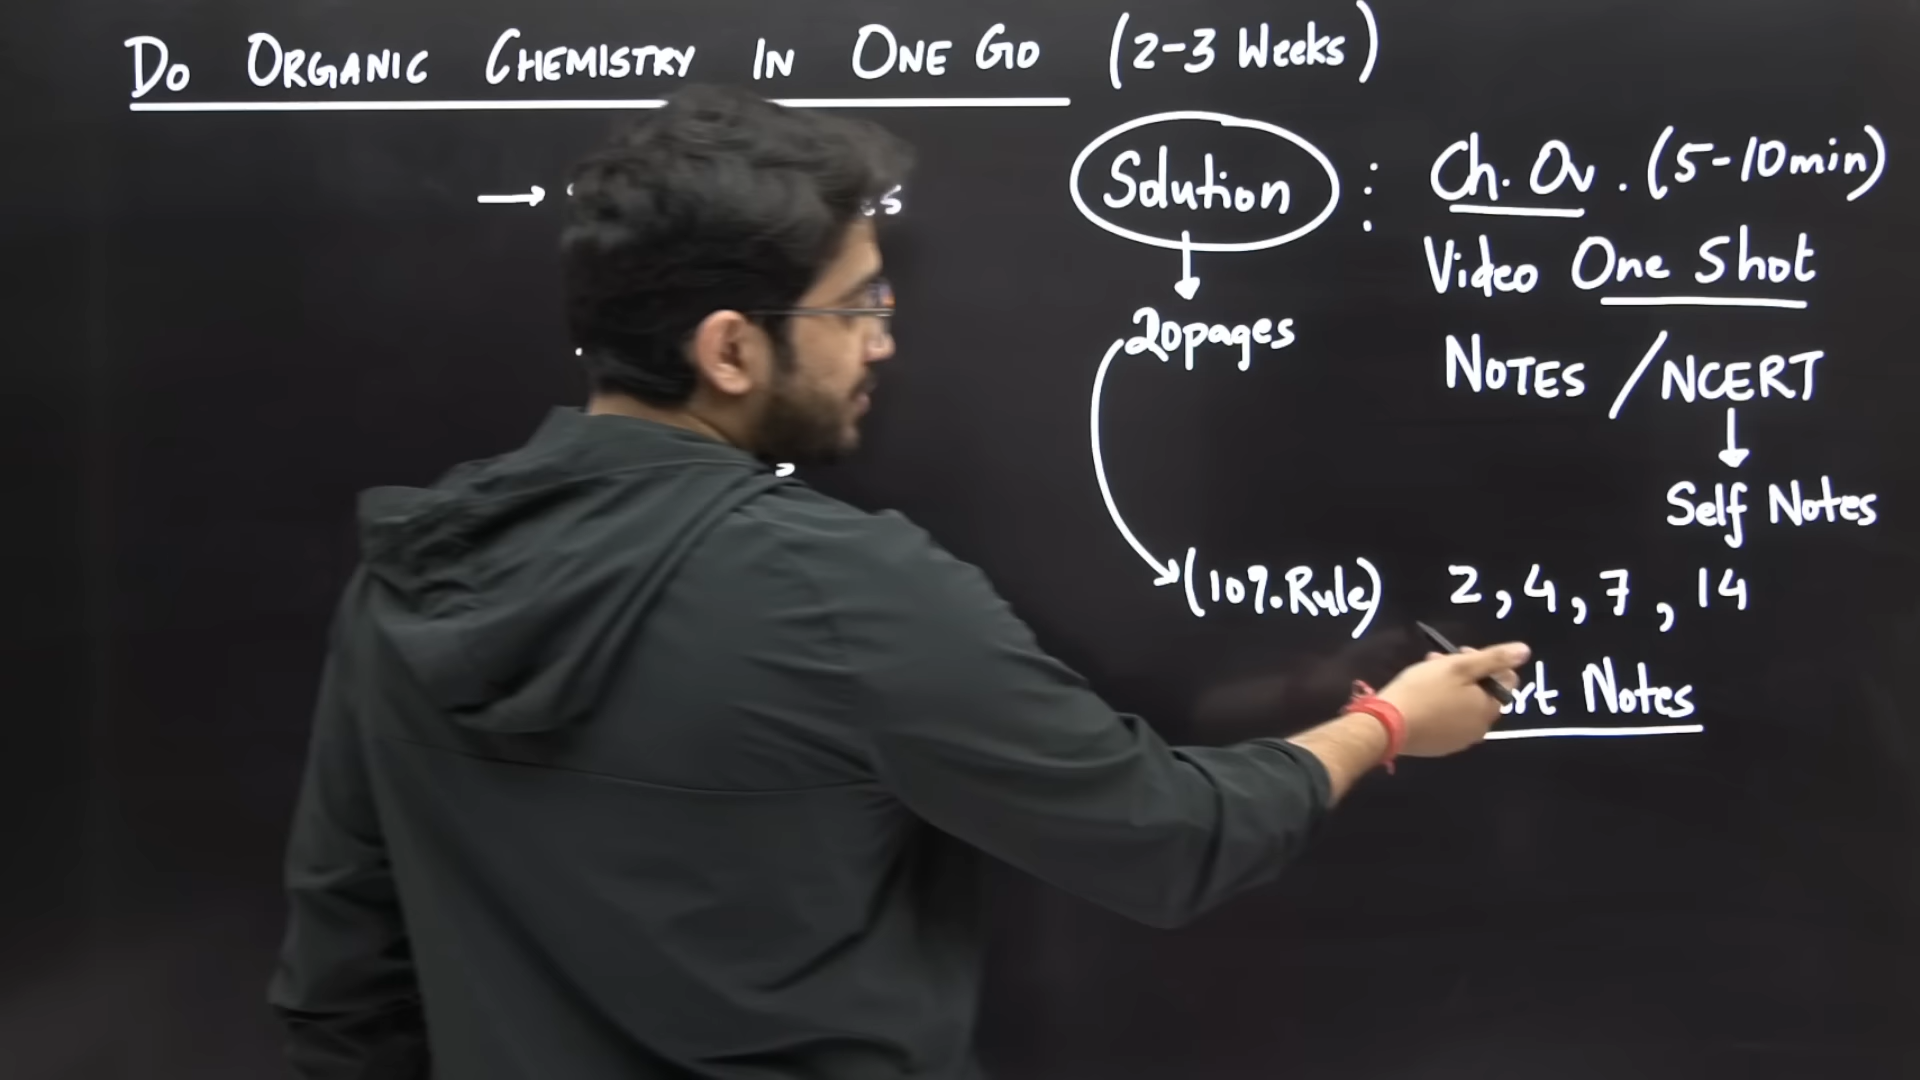 DO ORGANIC CHEMISTRY IN ONE GO (2-3 Weeks)
Solution : Ch. Ov. (5-10min)
Video One Shot
20pages
NOTES / NCERT
Self Notes
(10%.Rule) 2, 4, 7, 14
Notes